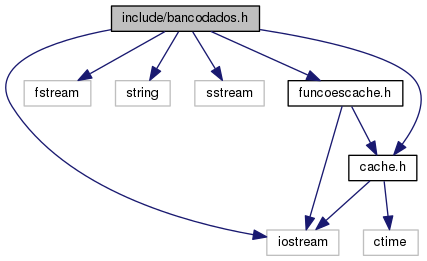 include/bancodados.h
fstream
string
sstream
funcoescache.h
cache.h
iostream
ctime